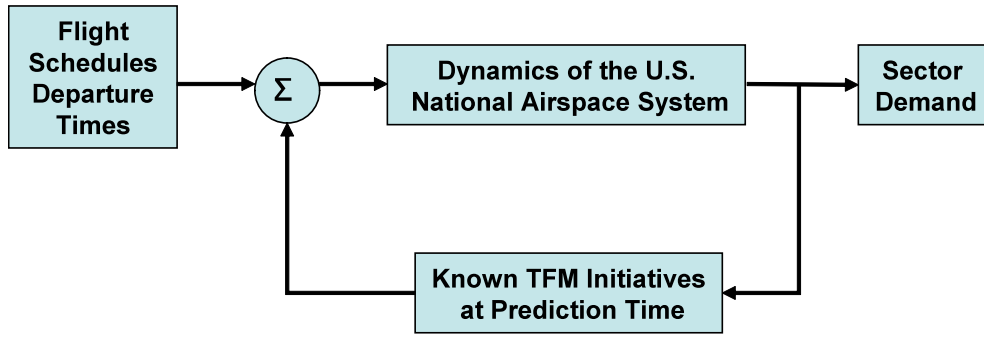 Flight
Schedules
Departure
Times
Σ
Dynamics of the U.S.
National Airspace System
Sector
Demand
Known TFM Initiatives
at Prediction Time